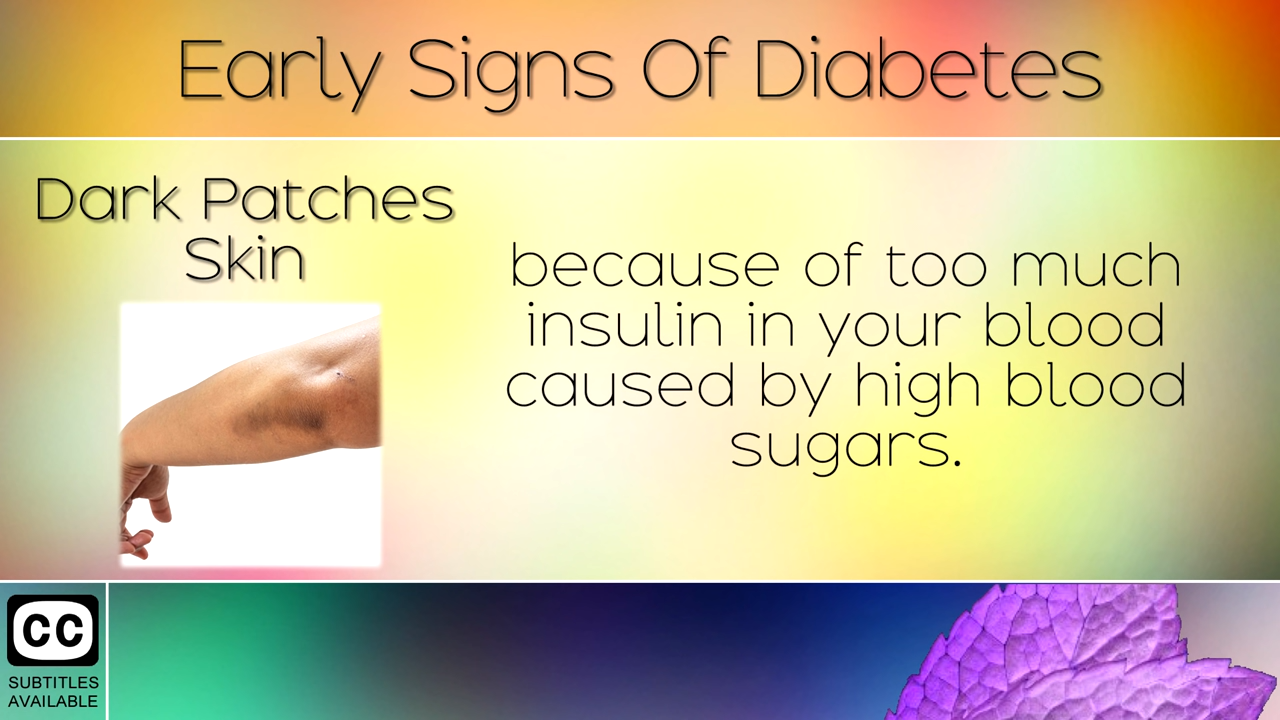 Early Signs Of Diabetes
Dark Patches
Skin
because of too much
insulin in your blood
caused by high blood
sugars.
CC
SUBTITLES
AVAILABLE